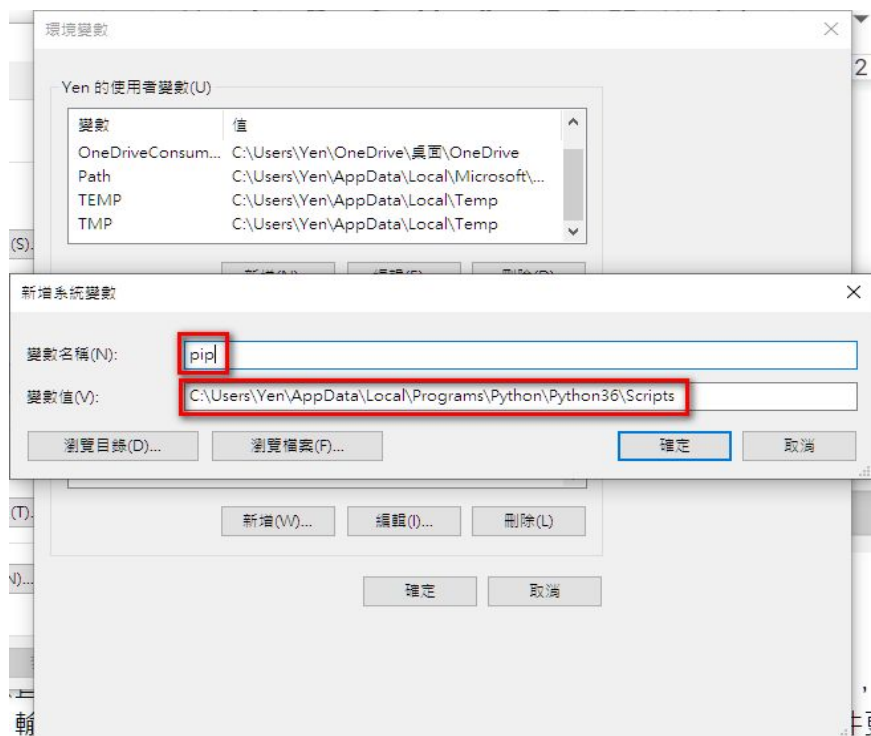 環境變數
2
Yen 的使用者變數(U)
變數 值
OneDriveConsum... C:\Users\Yen\OneDrive\桌面\OneDrive
Path C:\Users\Yen\AppData\Local\Microsoft\...
TEMP C:\Users\Yen\AppData\Local\Temp
TMP C:\Users\Yen\AppData\Local\Temp
(S).
新增系統變數
變數名稱(N): pip
變數值(V): C:\Users\Yen\AppData\Local\Programs\Python\Python36\Scripts
瀏覽目錄(D)... 瀏覽檔案(F)... 確定 取消
(T).
新增(W)... 編輯(I)... 刪除(L)
N)...
確定 取消
,
輸